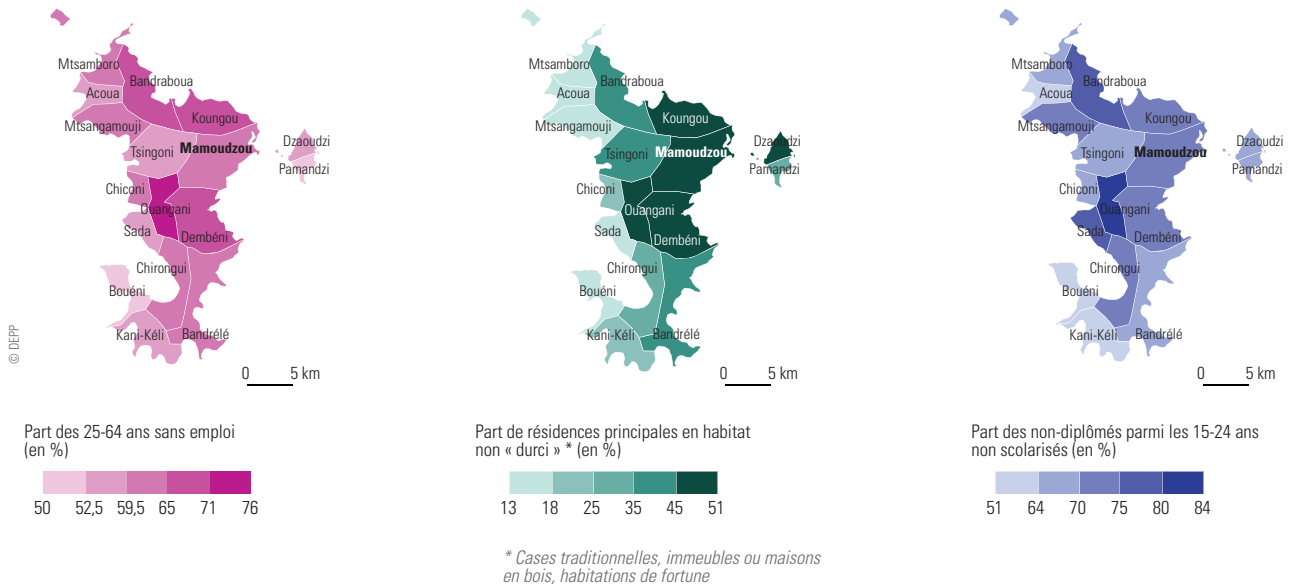 Mtsamboro
Bandraboua
Acoua
Koungou
Mtsangamouji
Dzaoudzi
Tsingoni
Mamoudzou
Pamandzi
Chiconi
Ouangani
Sada
Dembéni
Chirongui
Bouéni
Kani-Kéli
Bandrélé
© DEPP
0 5 km
Part des 25-64 ans sans emploi
(en %)
50 52,5 59,5 65 71 76
Mtsamboro
Bandraboua
Acoua
Koungou
Mtsangamouji
Dzaoudzi
Tsingoni
Mamoudzou
Pamandzi
Chiconi
Ouangani
Sada
Dembéni
Chirongui
Bouéni
Kani-Kéli
Bandrélé
0 5 km
Part de résidences principales en habitat
non « durci » * (en %)
13 18 25 35 45 51
* Cases traditionnelles, immeubles ou maisons
en bois, habitations de fortune
Mtsamboro
Bandraboua
Acoua
Koungou
Mtsangamouji
Dzaoudzi
Tsingoni
Mamoudzou
Pamandzi
Chiconi
Ouangani
Sada
Dembéni
Chirongui
Bouéni
Kani-Kéli
Bandrélé
0 5 km
Part des non-diplômés parmi les 15-24 ans
non scolarisés (en %)
51 64 70 75 80 84